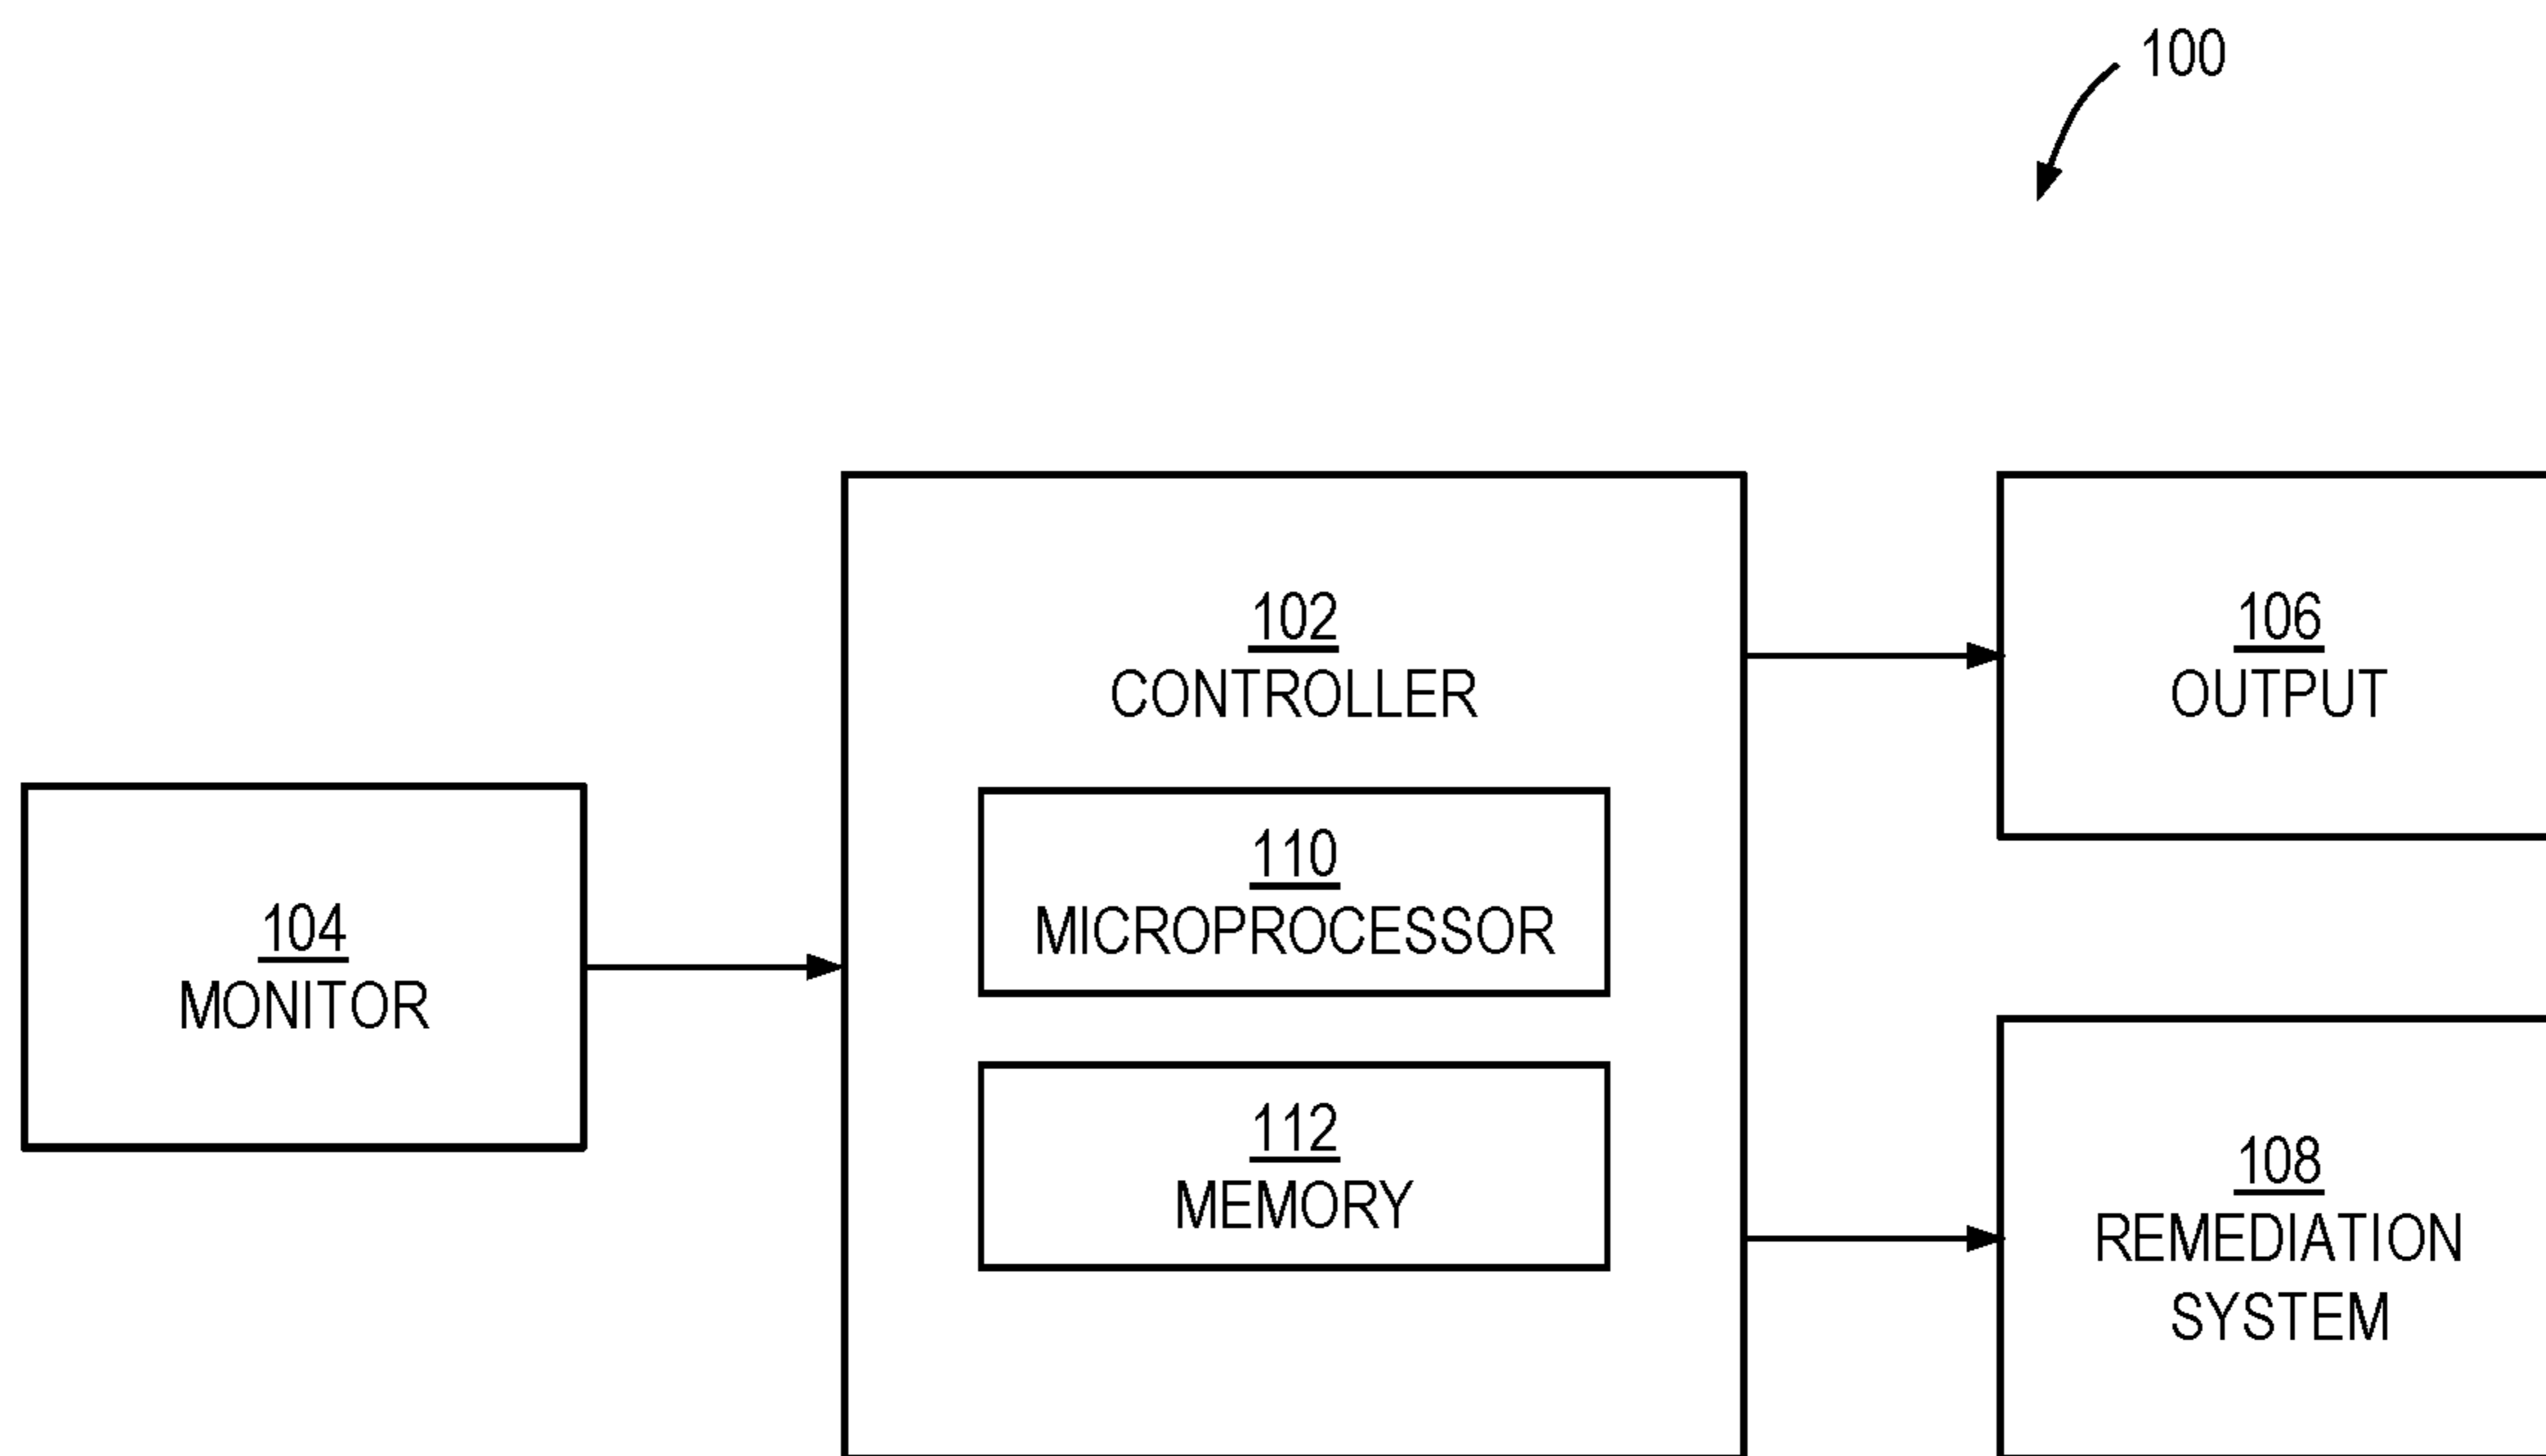 100
102
CONTROLLER
106
OUTPUT
110
MICROPROCESSOR
104
MONITOR
112
MEMORY
108
REMEDIATION
SYSTEM